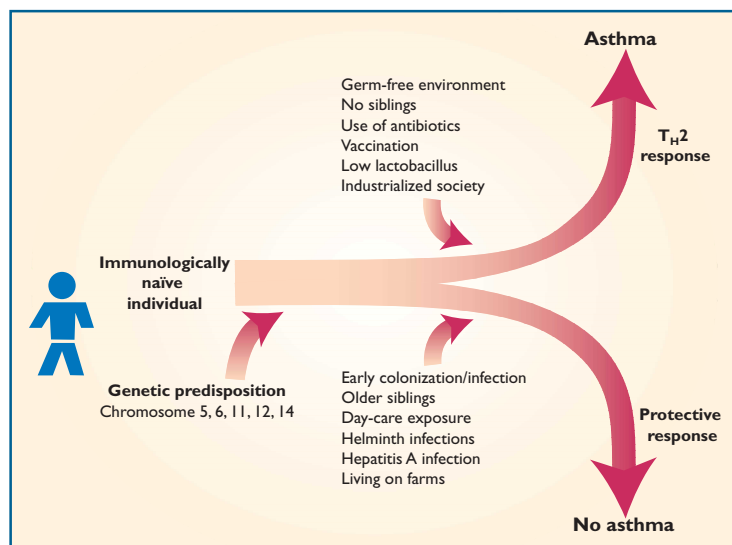 Asthma
Germ-free environment
No siblings
Use of antibiotics
Vaccination
Low lactobacillus
Industrialized society
T_H2
response
Immunologically
naïve
individual
Genetic predisposition
Chromosome 5, 6, 11, 12, 14
Early colonization/infection
Older siblings
Day-care exposure
Helminth infections
Hepatitis A infection
Living on farms
Protective
response
No asthma